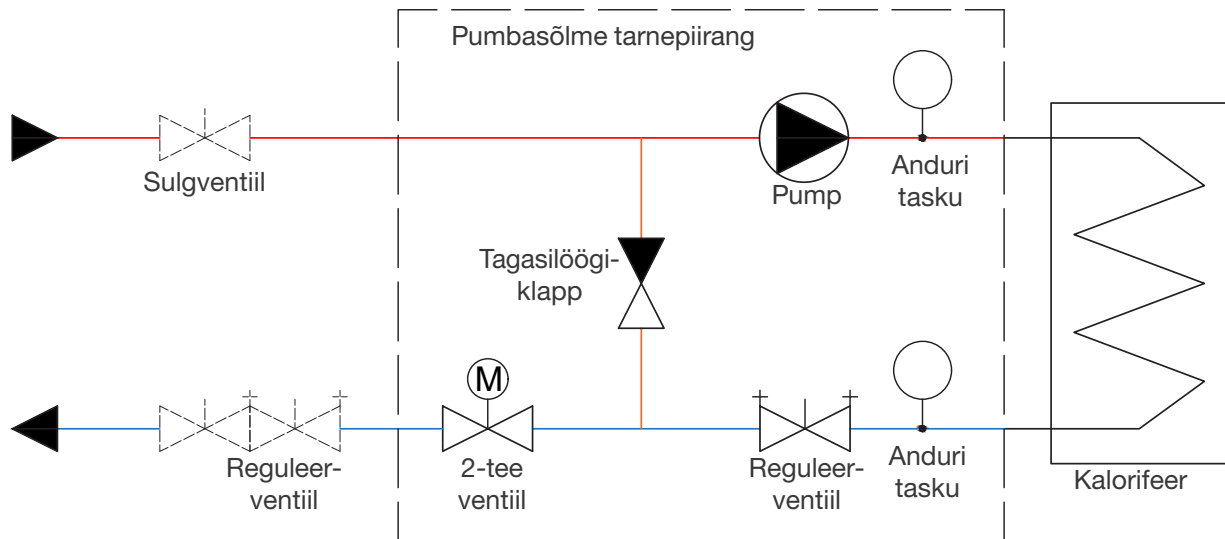 Pumbasõlme tarnepiirang
Sulgventiil
Pump
Anduri
tasku
Tagasilöögi-
klapp
M
Reguleer-
ventiil
2-tee
ventiil
Reguleer-
ventiil
Anduri
tasku
Kalorifeer